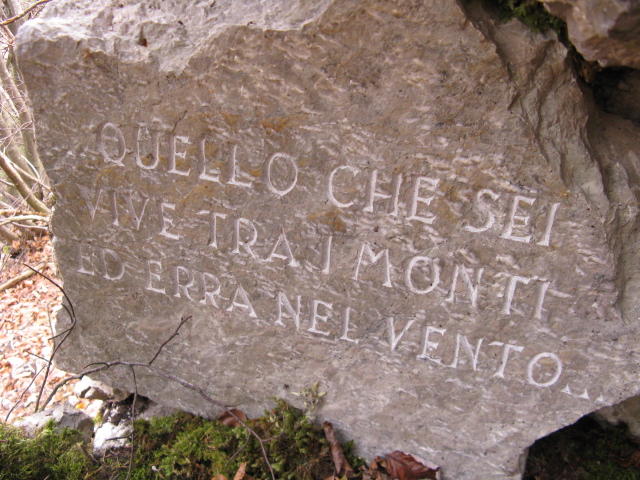 QUELLO CHE SEI
VIVE TRA I MONTI
ED ERRA NEL VENTO...